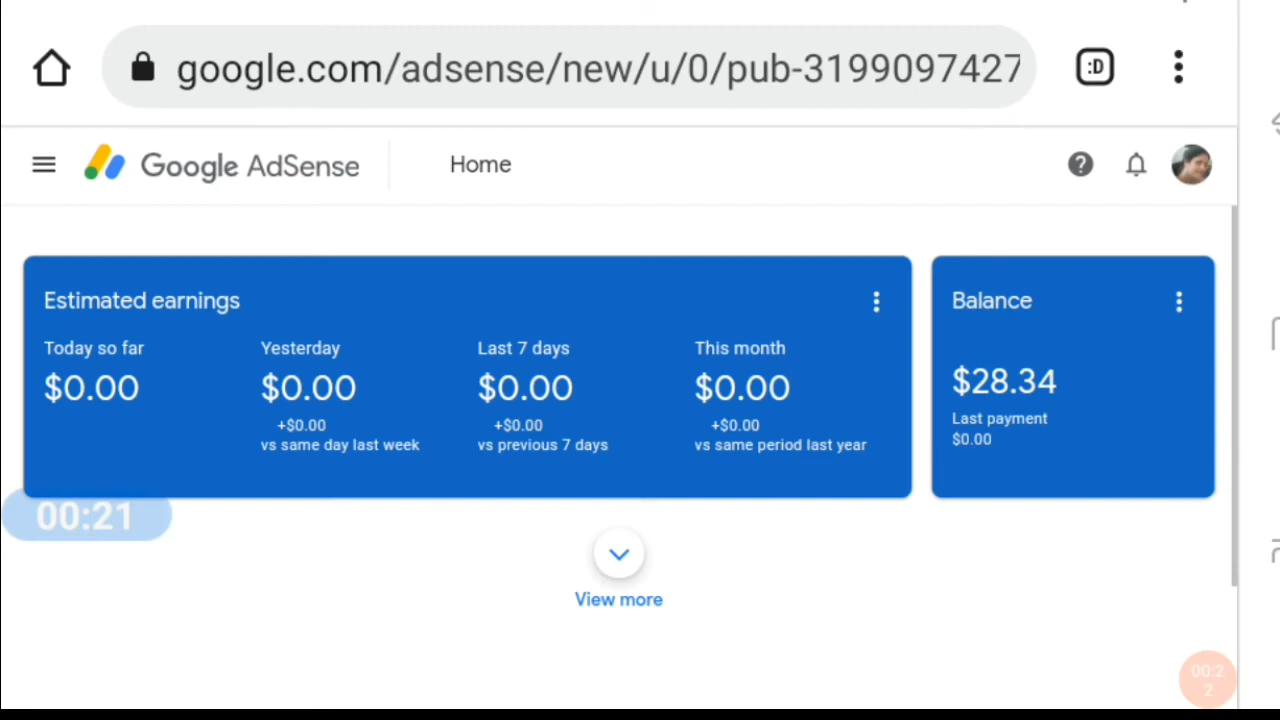 google.com/adsense/new/u/0/pub-3199097427
:D
Google AdSense
Home
Estimated earnings
Balance
Today so far
Yesterday
Last 7 days
This month
$0.00
$0.00
$0.00
$0.00
$28.34
+$0.00
+$0.00
+$0.00
Last payment
vs same day last week
vs previous 7 days
vs same period last year
$0.00
00:21
View more
00:2
2